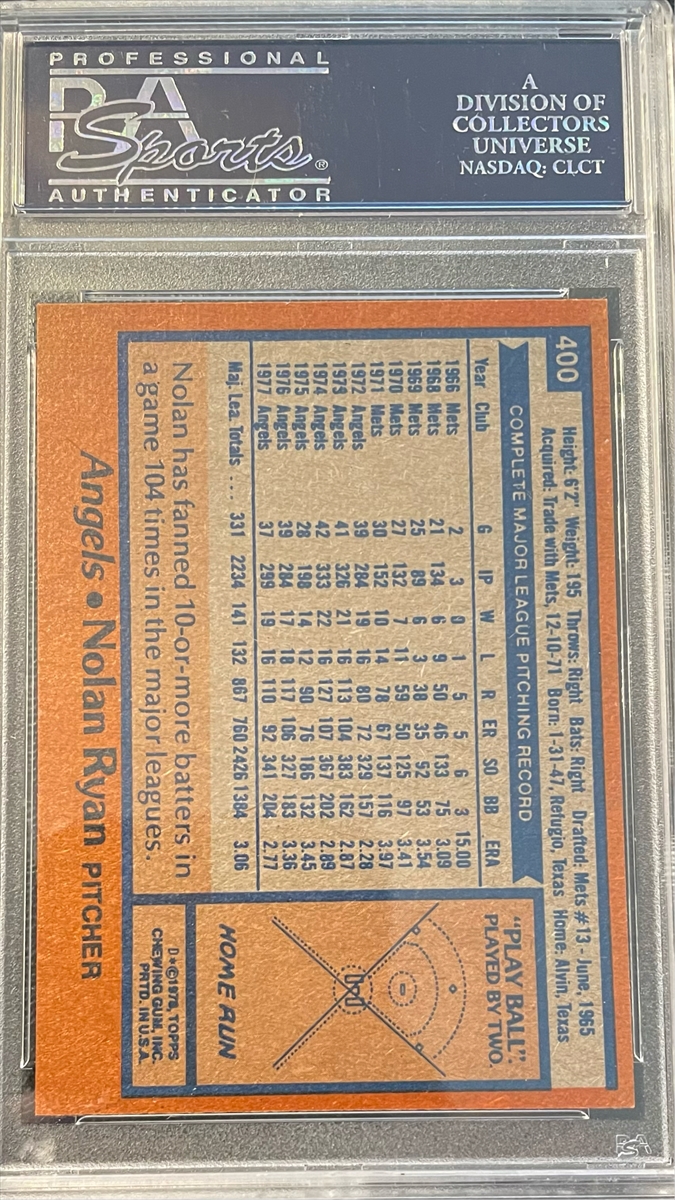 PROFESSIONAL
PSA
Sports®
AUTHENTICATOR
A
DIVISION OF
COLLECTORS
UNIVERSE
NASDAQ: CLCT
400
Height: 6'2" Weight: 195 Throws: Right Bats: Right Drafted: Mets #13 - June, 1965
Acquired: Trade with Mets, 12-10-71 Born: 1-31-47, Refugio, Texas Home: Alvin, Texas
COMPLETE MAJOR LEAGUE PITCHING RECORD
Year Club G IP W L R ER SO BB ERA
1966 Mets 2 3 0 1 5 5 6 3 15.00
1968 Mets 21 134 6 9 50 46 133 75 3.09
1969 Mets 25 89 6 3 38 35 92 53 3.54
1970 Mets 27 132 7 11 59 50 125 97 3.41
1971 Mets 30 152 10 14 78 67 137 116 3.97
1972 Angels 39 284 19 16 80 72 329 157 2.28
1973 Angels 41 326 21 16 113 104 383 162 2.87
1974 Angels 42 333 22 16 127 107 367 202 2.89
1975 Angels 28 198 14 12 90 76 186 132 3.45
1976 Angels 39 284 17 18 117 106 327 183 3.36
1977 Angels 37 299 19 16 110 92 341 204 2.77
Maj. Lea. Totals .... 331 2234 141 132 867 760 2426 1384 3.06
Nolan has fanned 10-or-more batters in
a game 104 times in the major leagues.
Angels • Nolan Ryan PITCHER
"PLAY BALL":
PLAYED BY TWO.
HOME RUN
D*©1978, TOPPS
CHEWING GUM, INC.
PRTD. IN U.S.A.
PSA